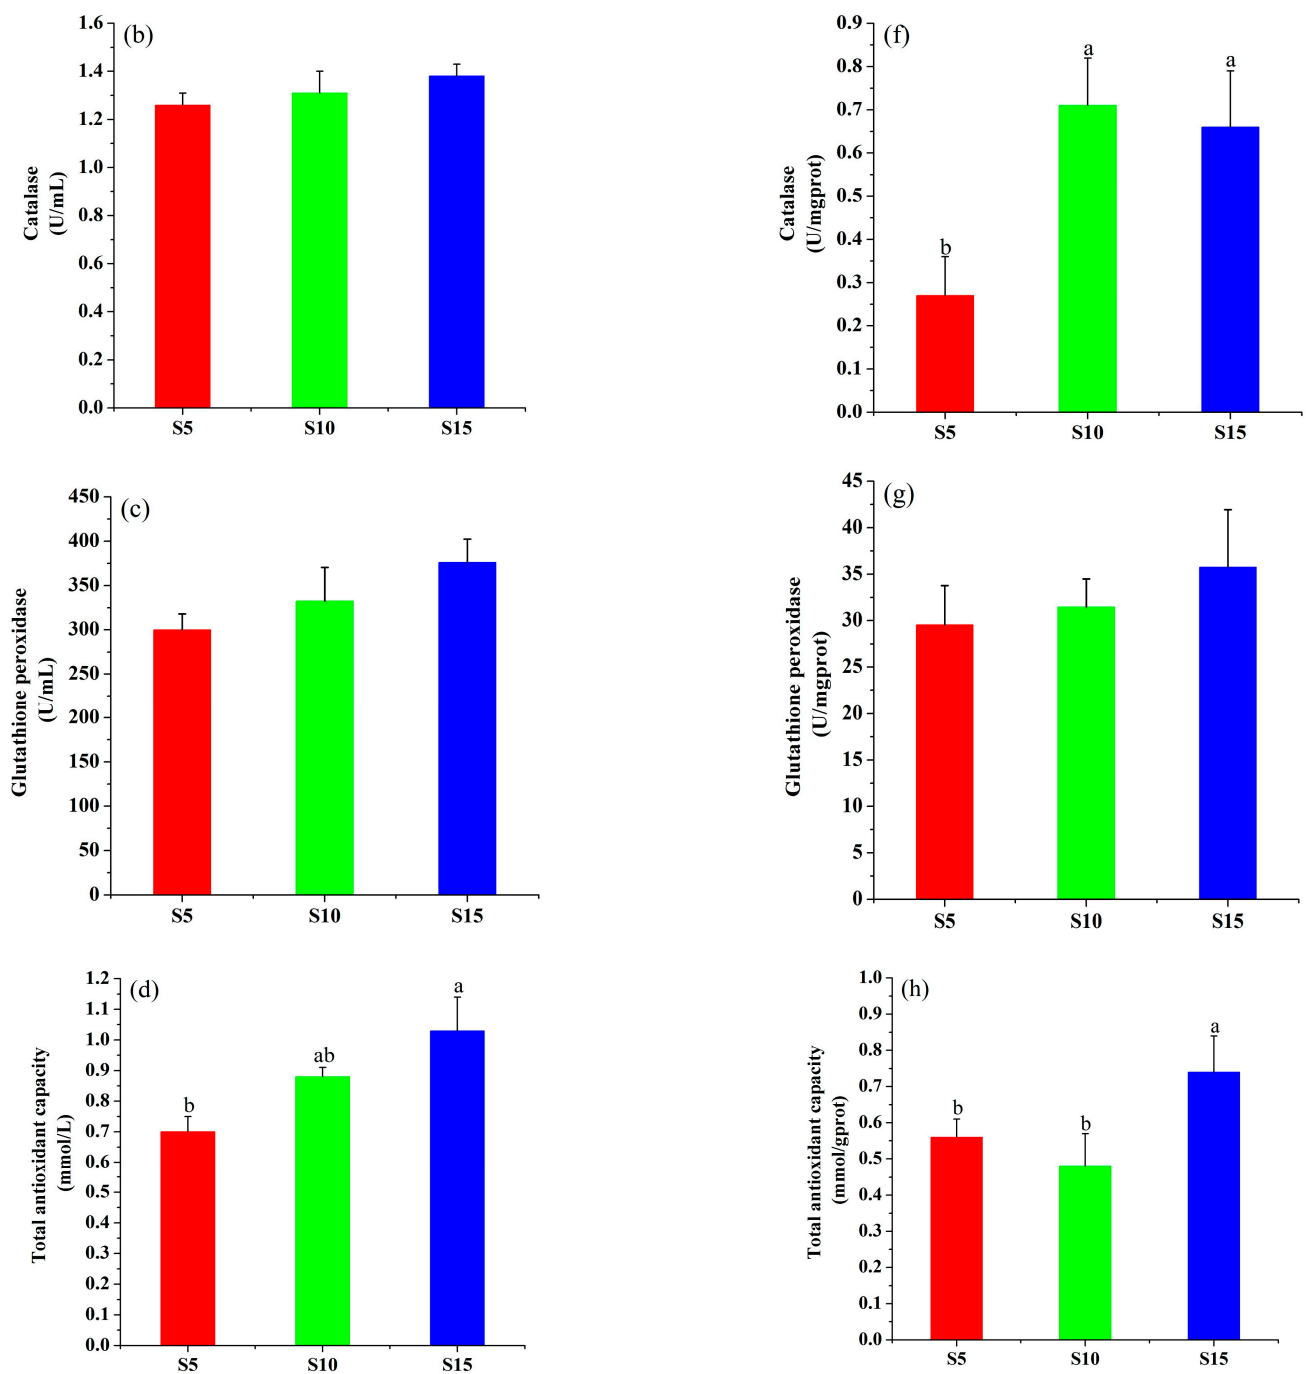 (b)
1.6
1.4
1.2
1.0
0.8
0.6
0.4
0.2
0.0
Catalase
(U/mL)
S5 S10 S15
(f)
0.9
0.8
0.7
0.6
0.5
0.4
0.3
0.2
0.1
0.0
Catalase
(U/mgprot)
b a a
S5 S10 S15
(c)
450
400
350
300
250
200
150
100
50
0
Glutathione peroxidase
(U/mL)
S5 S10 S15
(g)
45
40
35
30
25
20
15
10
5
0
Glutathione peroxidase
(U/mgprot)
S5 S10 S15
(d)
1.2
1.1
1.0
0.9
0.8
0.7
0.6
0.5
0.4
0.3
0.2
0.1
0.0
Total antioxidant capacity
(mmol/L)
b ab a
S5 S10 S15
(h)
1.0
0.9
0.8
0.7
0.6
0.5
0.4
0.3
0.2
0.1
0.0
Total antioxidant capacity
(mmol/gprot)
b b a
S5 S10 S15